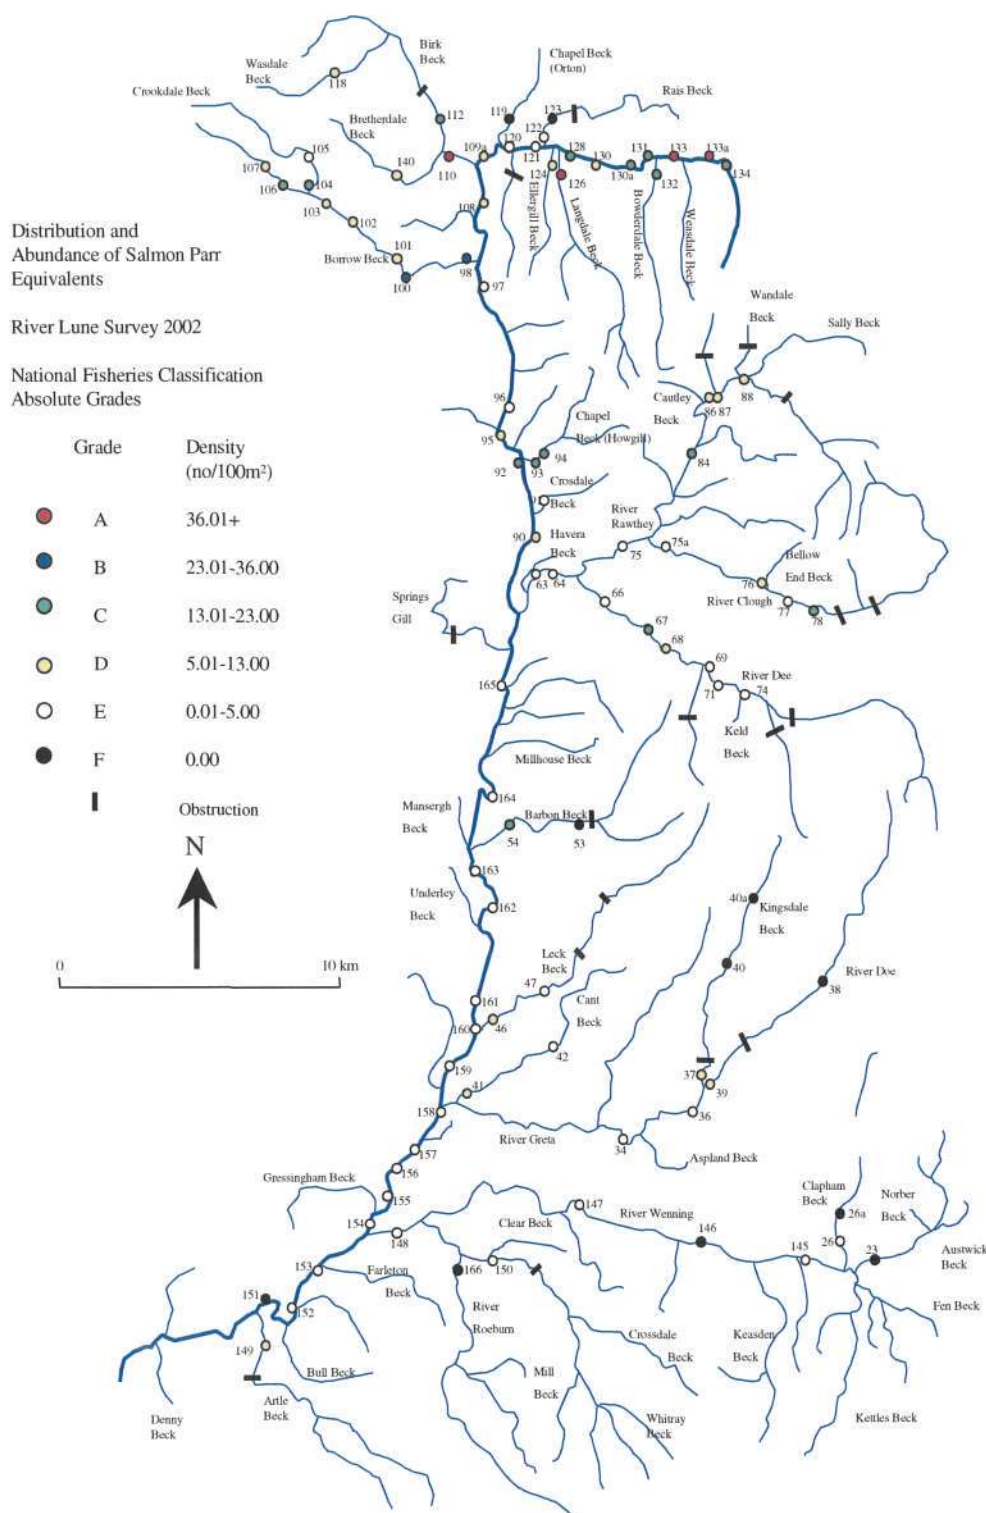 Birk
Beck
Chapel Beck
(Orton)
Wasdale
Beck
118
Crookdale Beck
Rais Beck
112
119
123
Bretherdale
Beck
122
120
109a
121
128
131
133
133a
105
140
110
124
130
130a
134
107
126
132
106
104
103
102
108
Ellergill Beck
Langdale Beck
Bowderdale Beck
Weasdale Beck
Distribution and
Abundance of Salmon Parr
Equivalents
101
Borrow Beck
98
100
97
Wandale
Beck
Sally Beck
River Lune Survey 2002
National Fisheries Classification
Absolute Grades
88
96
Cautley
Beck
86 87
Chapel
Beck (Howgill)
95
94
92
93
84
Grade
Density
(no/100m²)
Crosdale
Beck
A
36.01+
River
Rawthey
90
Havera
Beck
75
75a
B
23.01-36.00
Bellow
End Beck
63 64
76
Springs
Gill
66
River Clough
77
78
C
13.01-23.00
67
68
D
5.01-13.00
69
71
River Dee
74
165
E
0.01-5.00
Keld
Beck
F
0.00
Millhouse Beck
Obstruction
164
Mansergh
Beck
Barbon Beck
54
53
N
163
Underley
Beck
162
40a
Kingsdale
Beck
Leck
Beck
0
10 km
40
River Doe
38
47
161
46
Cant
Beck
160
42
159
37
39
41
158
36
River Greta
34
157
Aspland Beck
156
Gressingham Beck
155
147
Clapham
Beck
Norber
Beck
154
Clear Beck
River Wenning
146
26a
148
26
145
23
Austwick
Beck
153
Farleton
Beck
166
150
151
152
River
Roeburn
Fen Beck
149
Crossdale
Beck
Keasden
Beck
Bull Beck
Mill
Beck
Artle
Beck
Denny
Beck
Whitray
Beck
Kettles Beck